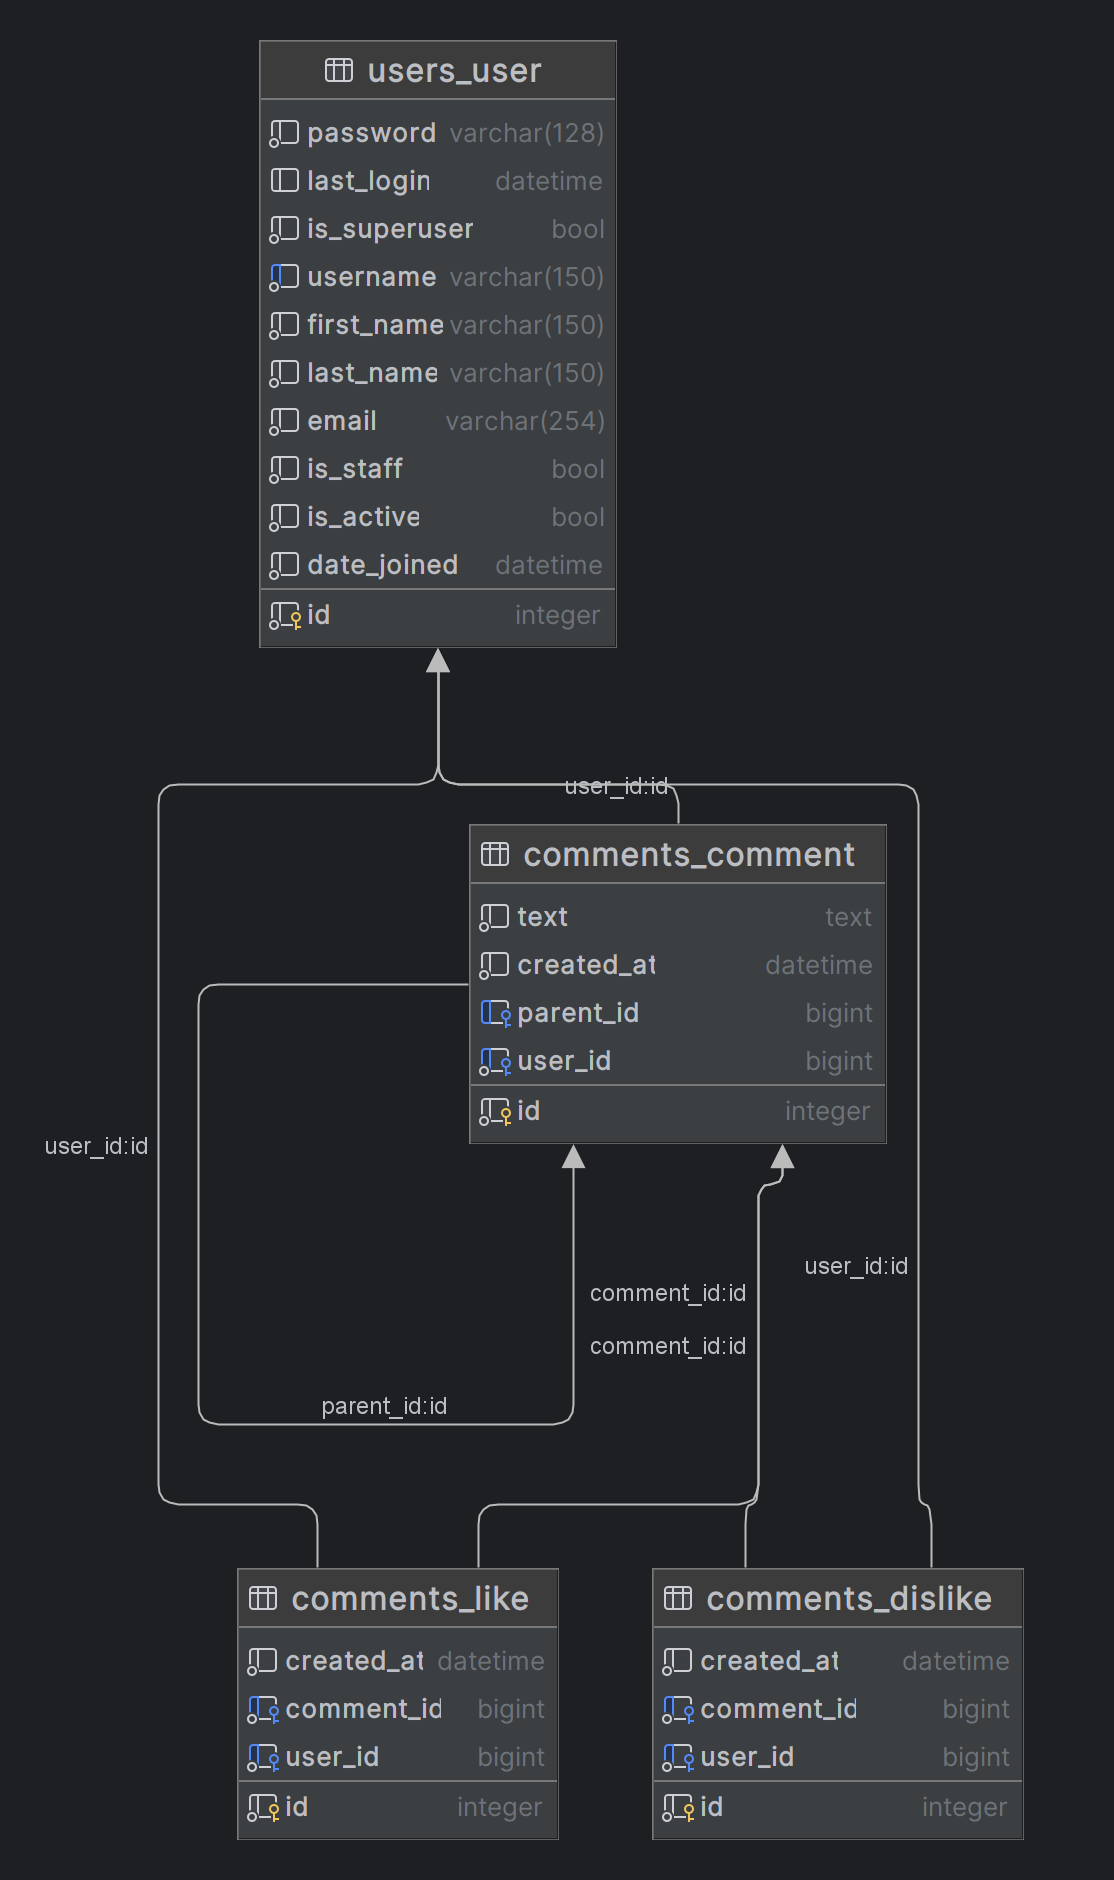 users_user
password varchar(128)
last_login datetime
is_superuser bool
username varchar(150)
first_name varchar(150)
last_name varchar(150)
email varchar(254)
is_staff bool
is_active bool
date_joined datetime
id integer
user_id:id
comments_comment
text text
created_at datetime
parent_id bigint
user_id bigint
id integer
user_id:id
user_id:id
comment_id:id
comment_id:id
parent_id:id
comments_like
created_at datetime
comment_id bigint
user_id bigint
id integer
comments_dislike
created_at datetime
comment_id bigint
user_id bigint
id integer